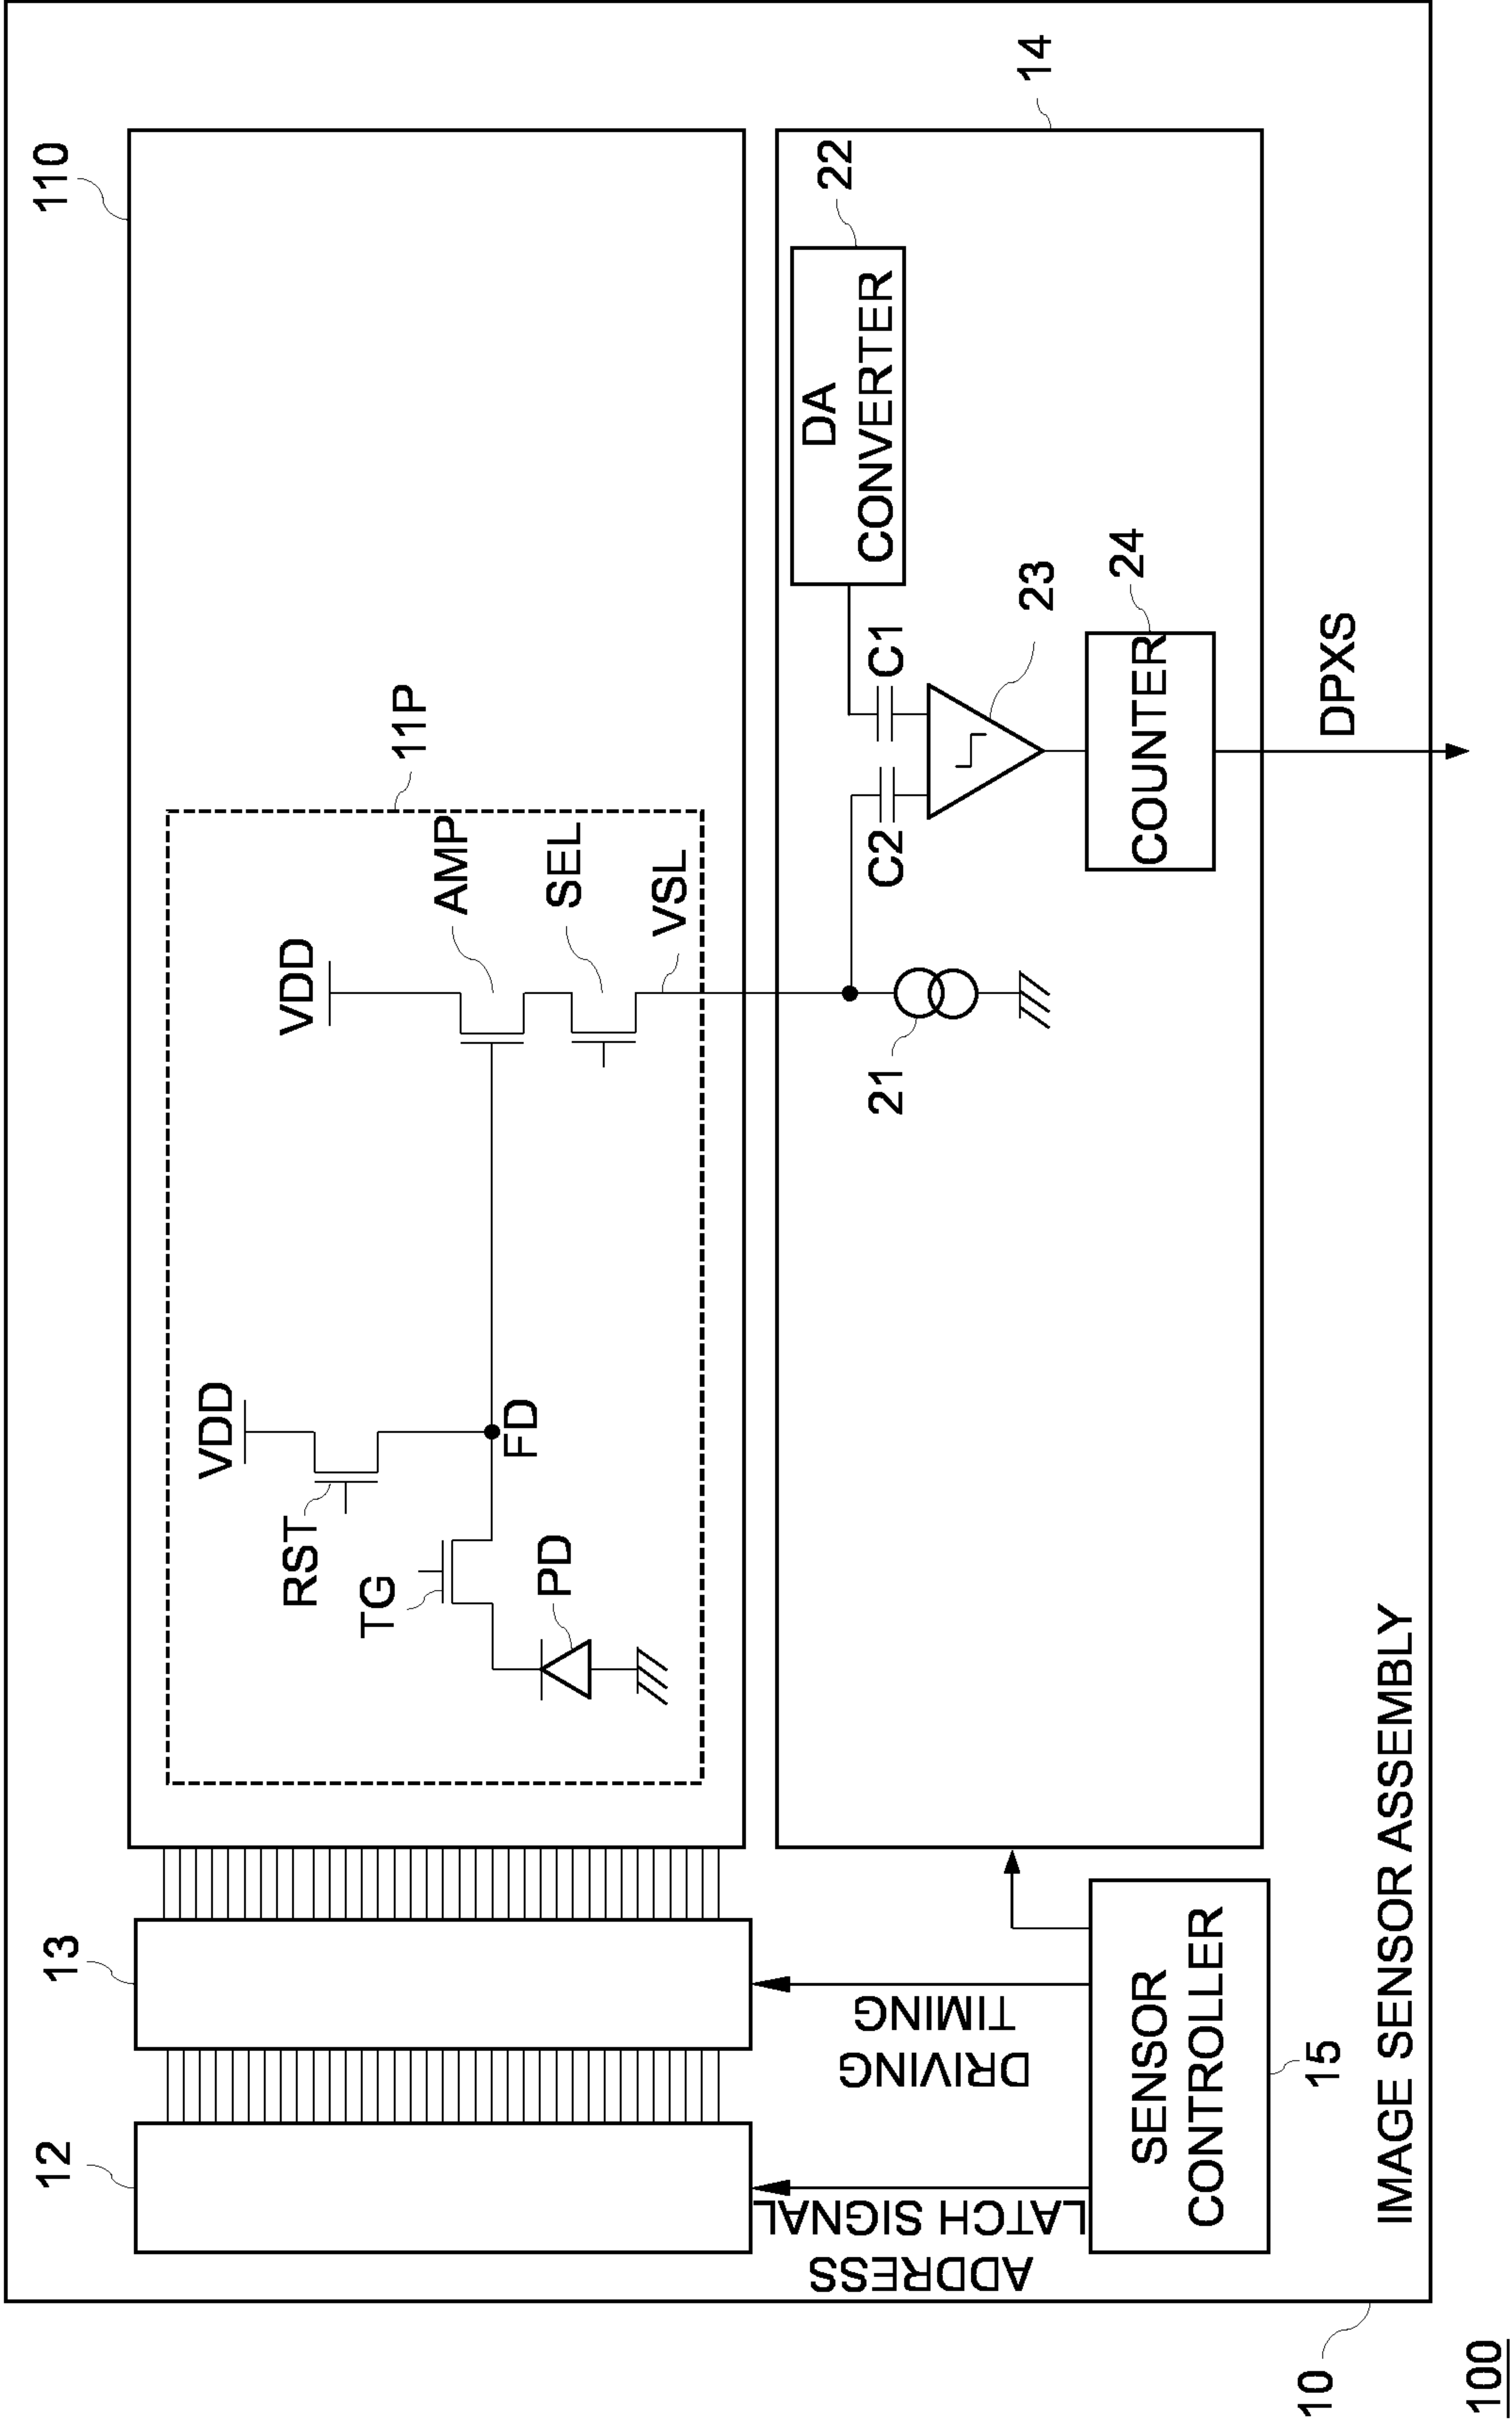 100
10
IMAGE SENSOR ASSEMBLY
110
12
13
11P
VDD
VDD
RST
TG
PD
FD
AMP
SEL
VSL
14
21
C2
C1
DA
CONVERTER
22
23
COUNTER
24
DPXS
ADDRESS
LATCH SIGNAL
DRIVING
TIMING
SENSOR
CONTROLLER
15